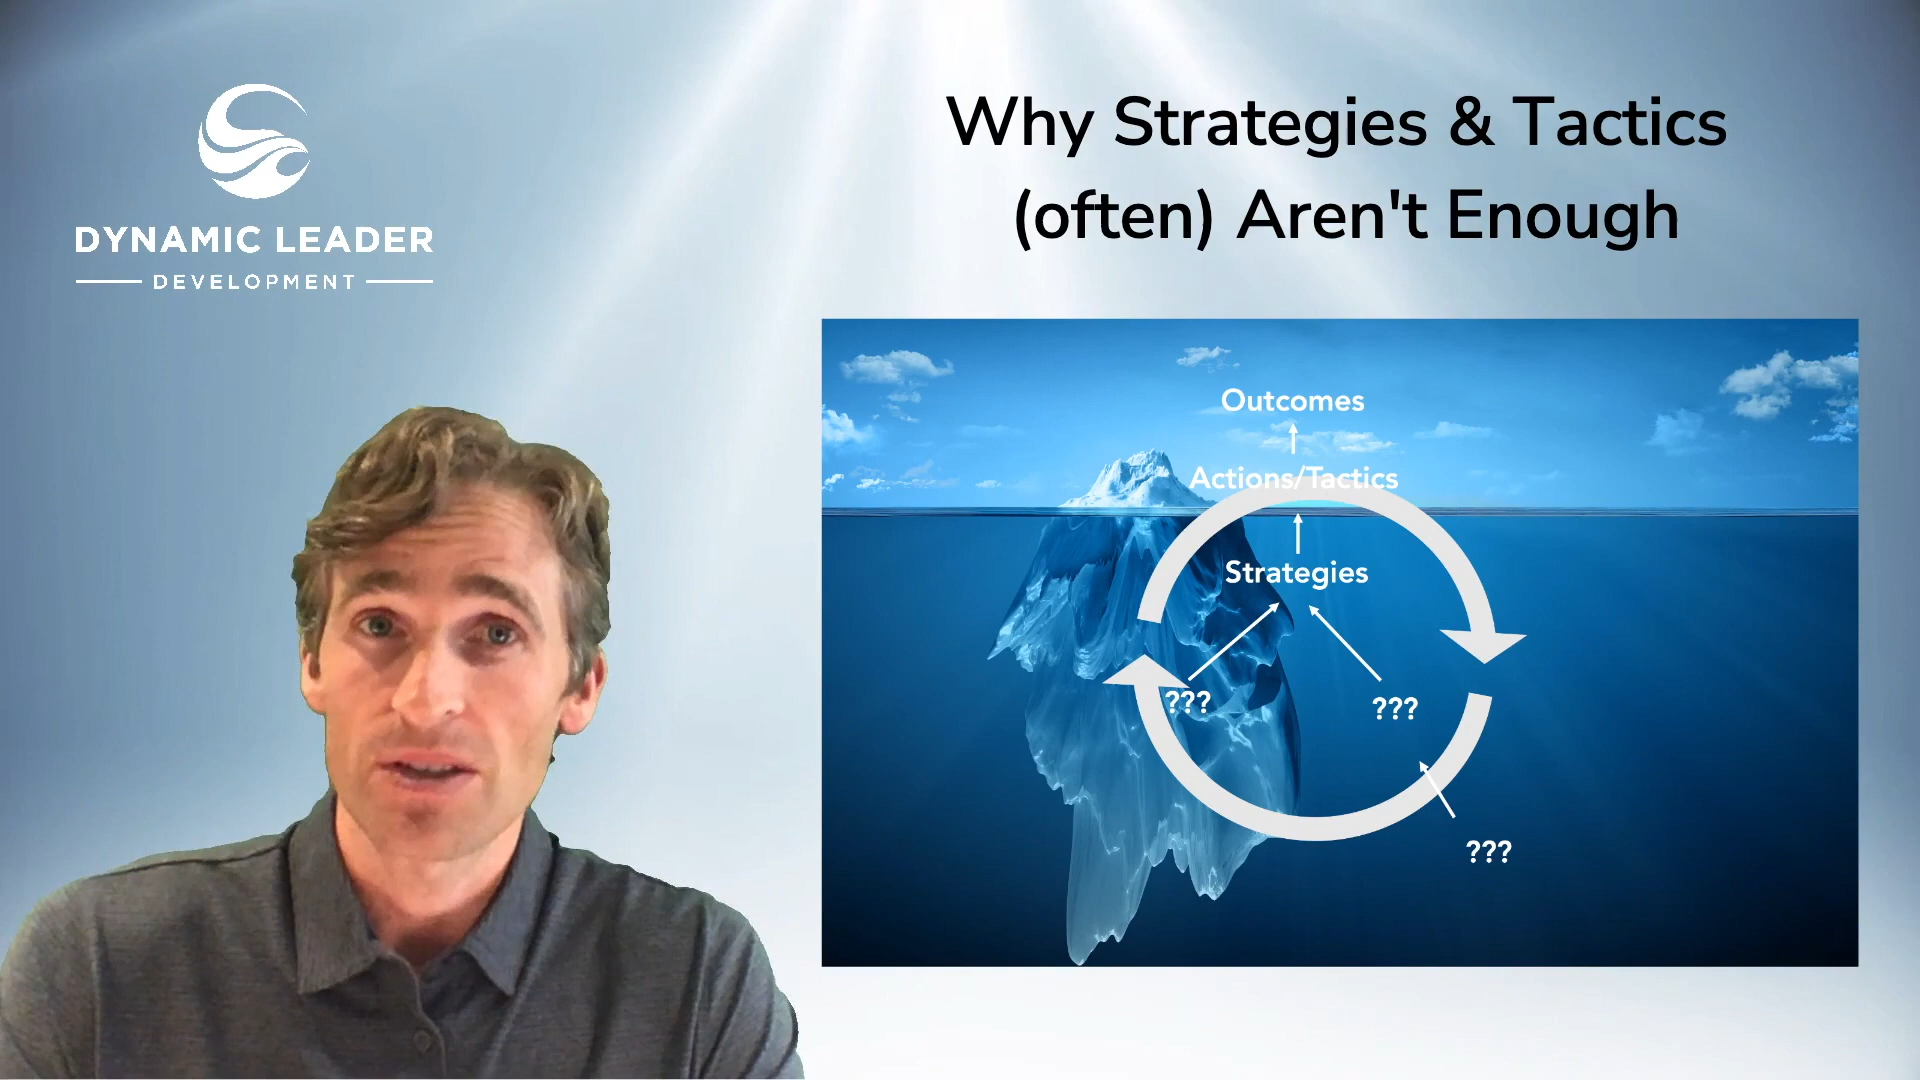 DYNAMIC LEADER
DEVELOPMENT
Why Strategies & Tactics
(often) Aren't Enough
Outcomes
Actions/Tactics
Strategies
???
???
???